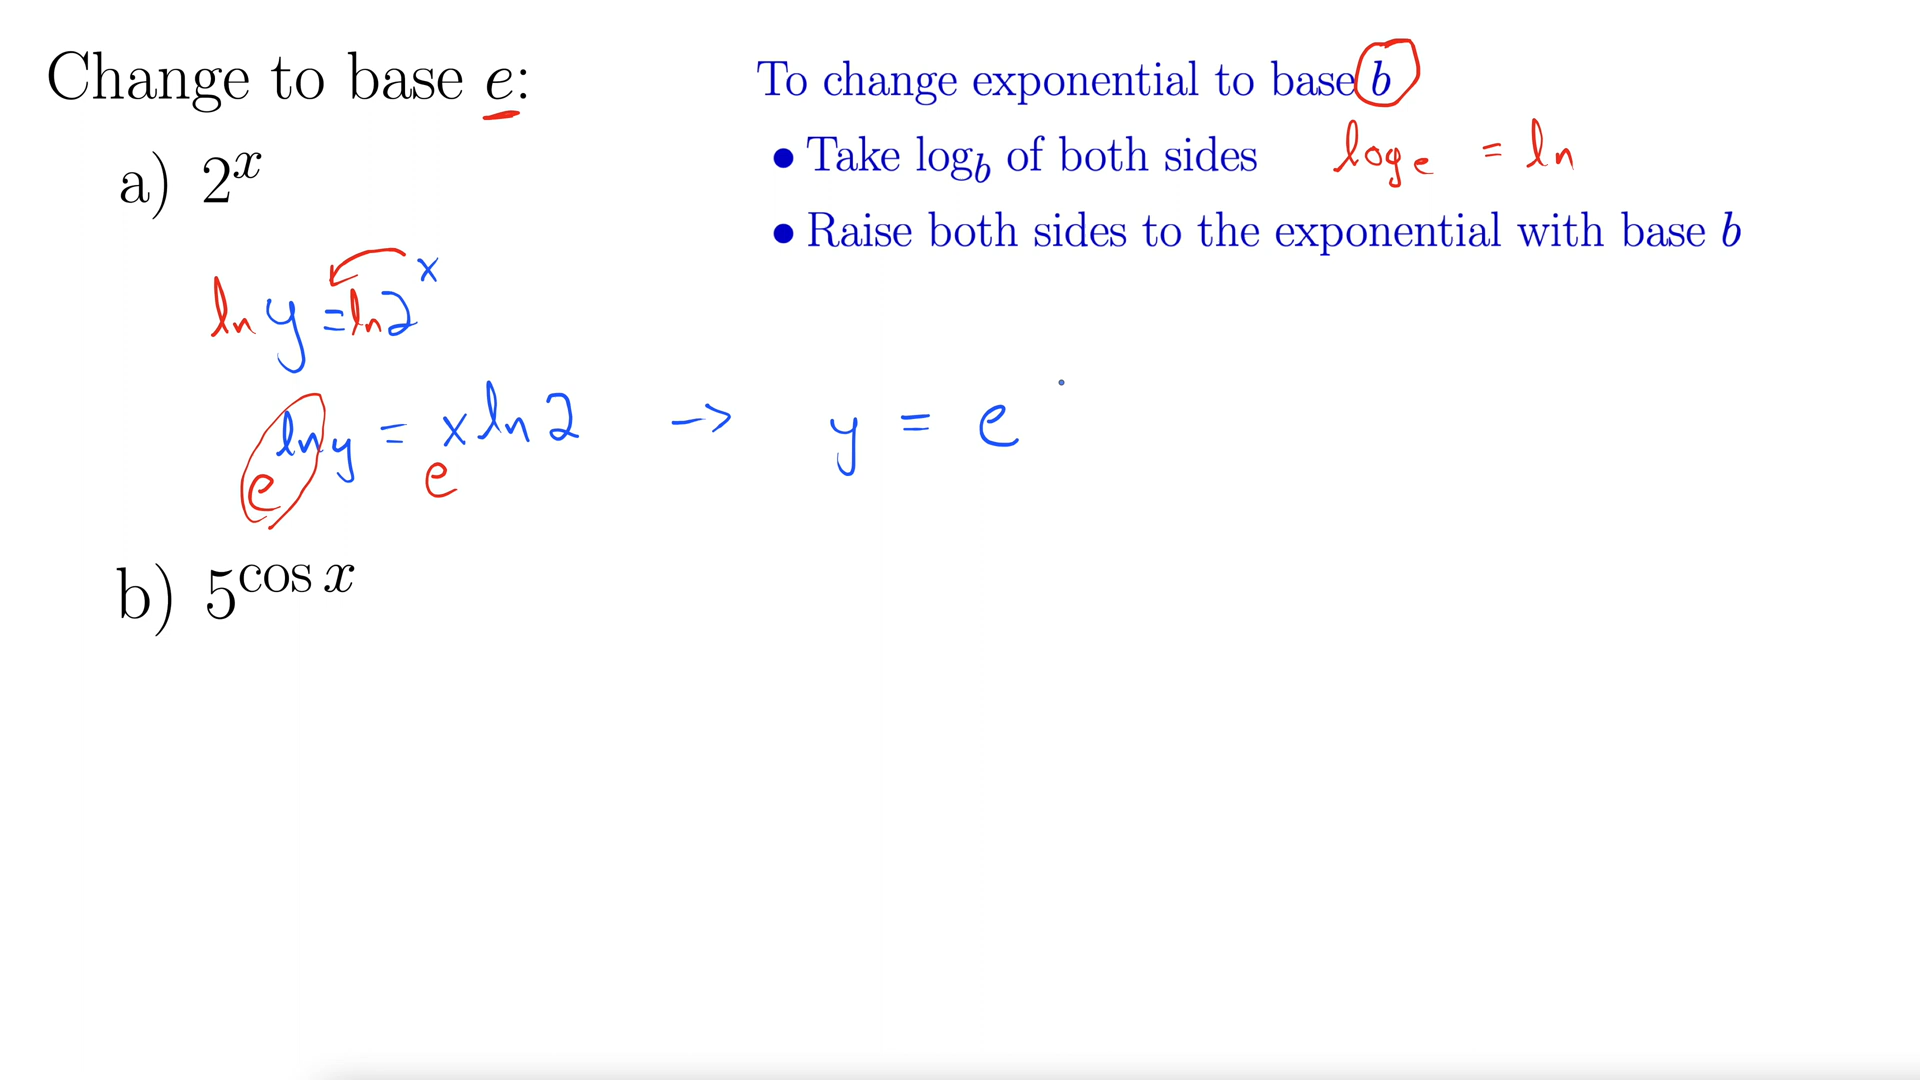 Change to base e:
a) 2^x
ln y = ln 2^x
e^{ln y} = e^{x ln 2} → y = e
b) 5^{cos x}
To change exponential to base b
• Take log_b of both sides log_e = ln
• Raise both sides to the exponential with base b